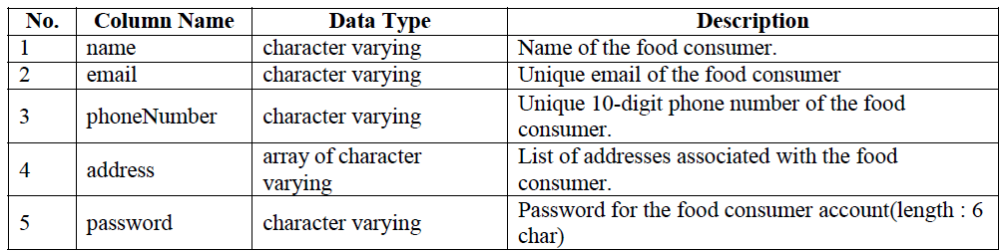 No. Column Name Data Type Description
1 name character varying Name of the food consumer.
2 email character varying Unique email of the food consumer
3 phoneNumber character varying Unique 10-digit phone number of the food
consumer.
4 address array of character List of addresses associated with the food
varying consumer.
5 password character varying Password for the food consumer account(length : 6
char)